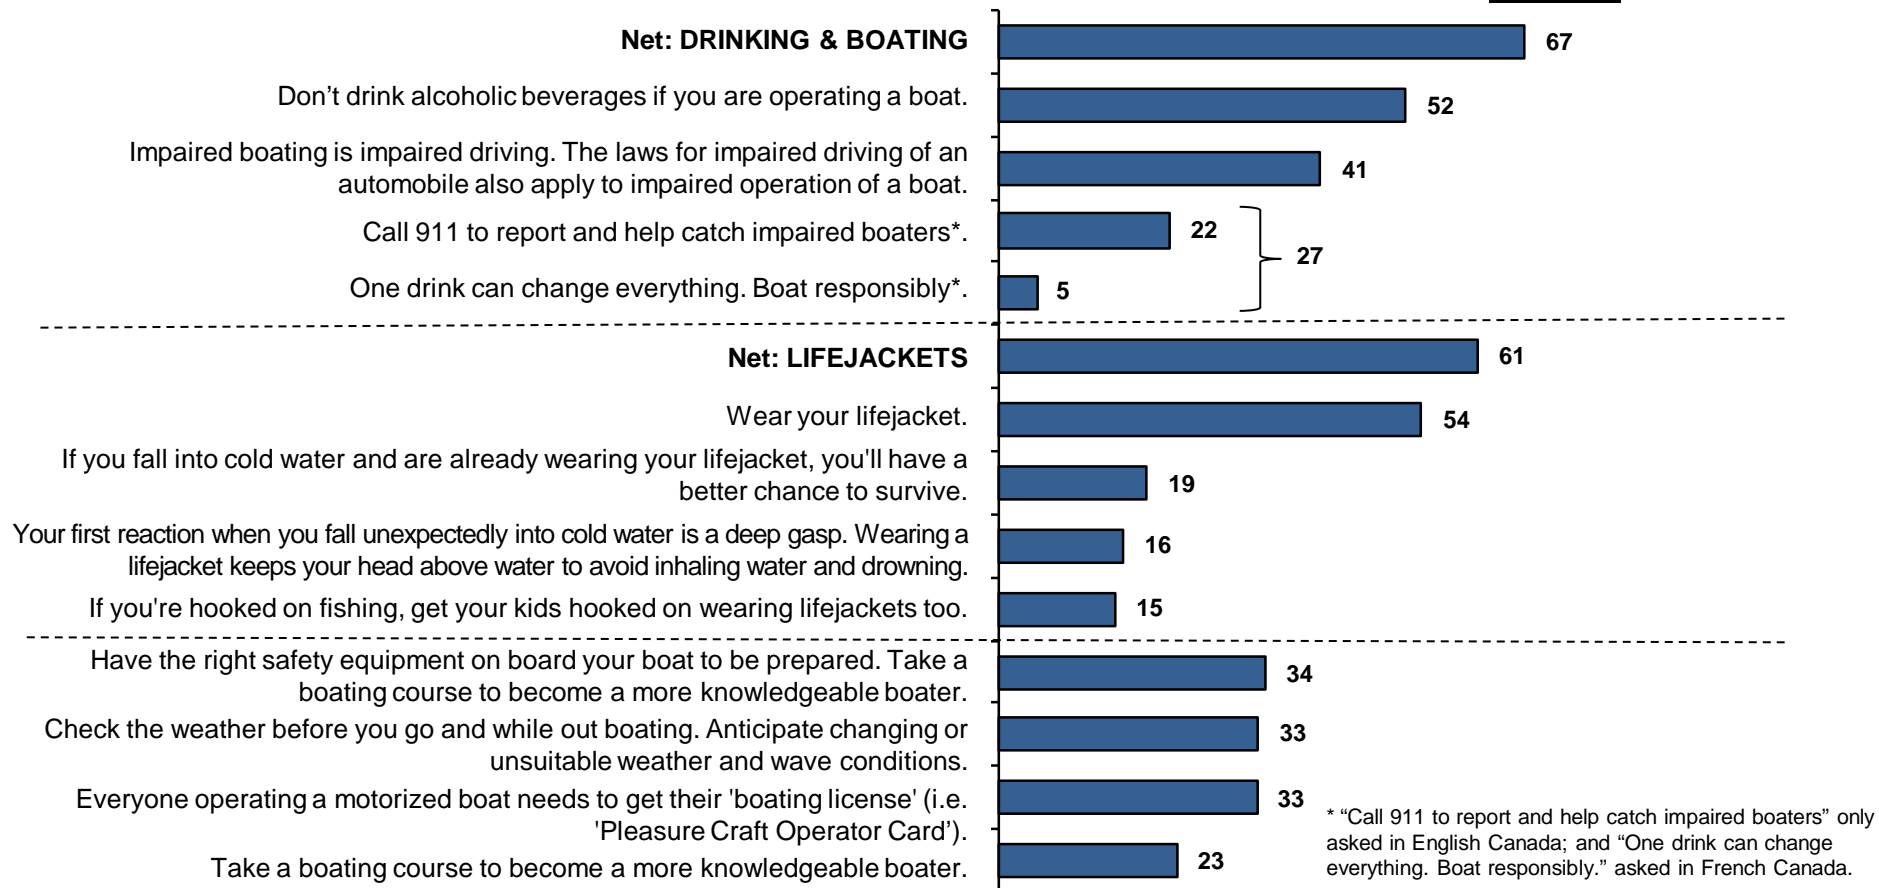 Net: DRINKING & BOATING 67
Don't drink alcoholic beverages if you are operating a boat. 52
Impaired boating is impaired driving. The laws for impaired driving of an
automobile also apply to impaired operation of a boat. 41
Call 911 to report and help catch impaired boaters*. 22
27
One drink can change everything. Boat responsibly*. 5
Net: LIFEJACKETS 61
Wear your lifejacket. 54
If you fall into cold water and are already wearing your lifejacket, you'll have a
better chance to survive. 19
Your first reaction when you fall unexpectedly into cold water is a deep gasp. Wearing a
lifejacket keeps your head above water to avoid inhaling water and drowning. 16
If you're hooked on fishing, get your kids hooked on wearing lifejackets too. 15
Have the right safety equipment on board your boat to be prepared. Take a
boating course to become a more knowledgeable boater. 34
Check the weather before you go and while out boating. Anticipate changing or
unsuitable weather and wave conditions. 33
Everyone operating a motorized boat needs to get their 'boating license' (i.e.
'Pleasure Craft Operator Card'). 33
Take a boating course to become a more knowledgeable boater. 23
* “Call 911 to report and help catch impaired boaters” only
asked in English Canada; and “One drink can change
everything. Boat responsibly.” asked in French Canada.